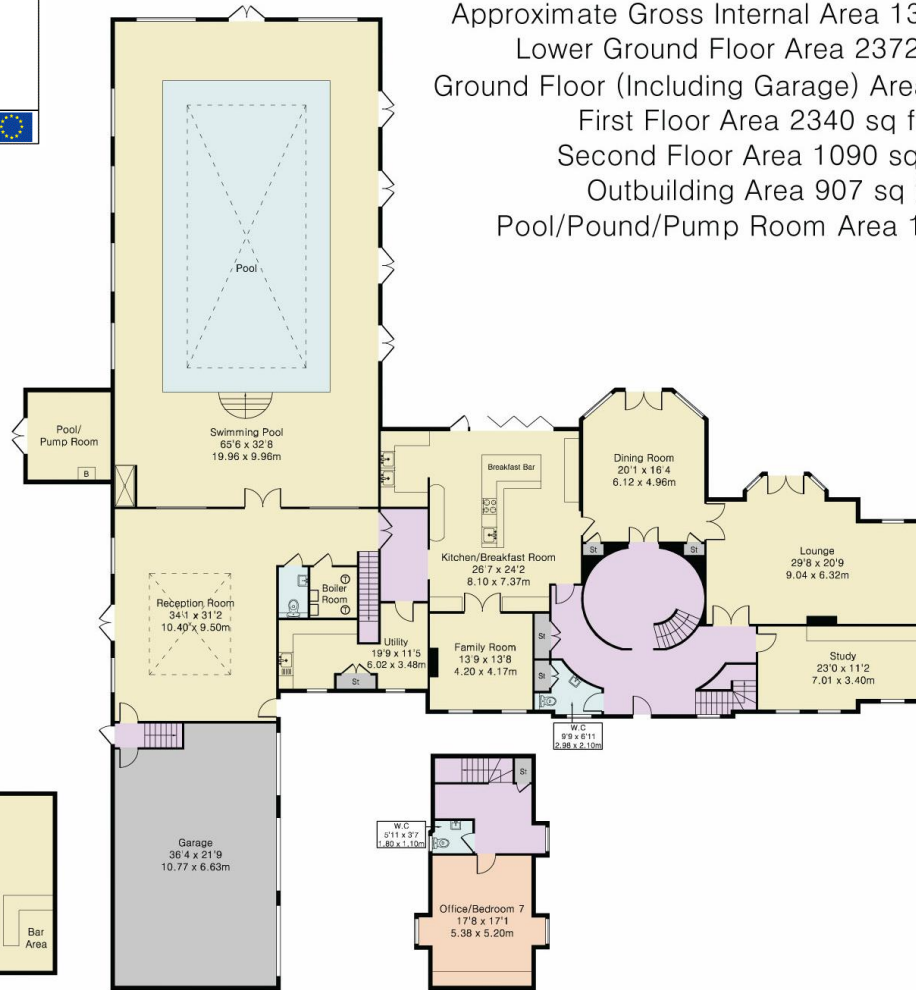 Approximate Gross Internal Area 13
Lower Ground Floor Area 2372
Ground Floor (Including Garage) Area
First Floor Area 2340 sq f
Second Floor Area 1090 sq
Outbuilding Area 907 sq
Pool/Pound/Pump Room Area 1
Pool
Pool/
Pump Room
B
Swimming Pool
65'6 x 32'8
19.96 x 9.96m
Breakfast Bar
Kitchen/Breakfast Room
26'7 x 24'2
8.10 x 7.37m
Dining Room
20'1 x 16'4
6.12 x 4.96m
St
St
Lounge
29'8 x 20'9
9.04 x 6.32m
Reception Room
34'1 x 31'2
10.40 x 9.50m
T
Boiler
Room
T
Utility
19'9 x 11'5
6.02 x 3.48m
St
Family Room
13'9 x 13'8
4.20 x 4.17m
St
St
Study
23'0 x 11'2
7.01 x 3.40m
W.C
9'9 x 6'11
2.98 x 2.10m
Garage
36'4 x 21'9
10.77 x 6.63m
St
W.C
5'11 x 3'7
1.80 x 1.10m
Office/Bedroom 7
17'8 x 17'1
5.38 x 5.20m
Bar
Area